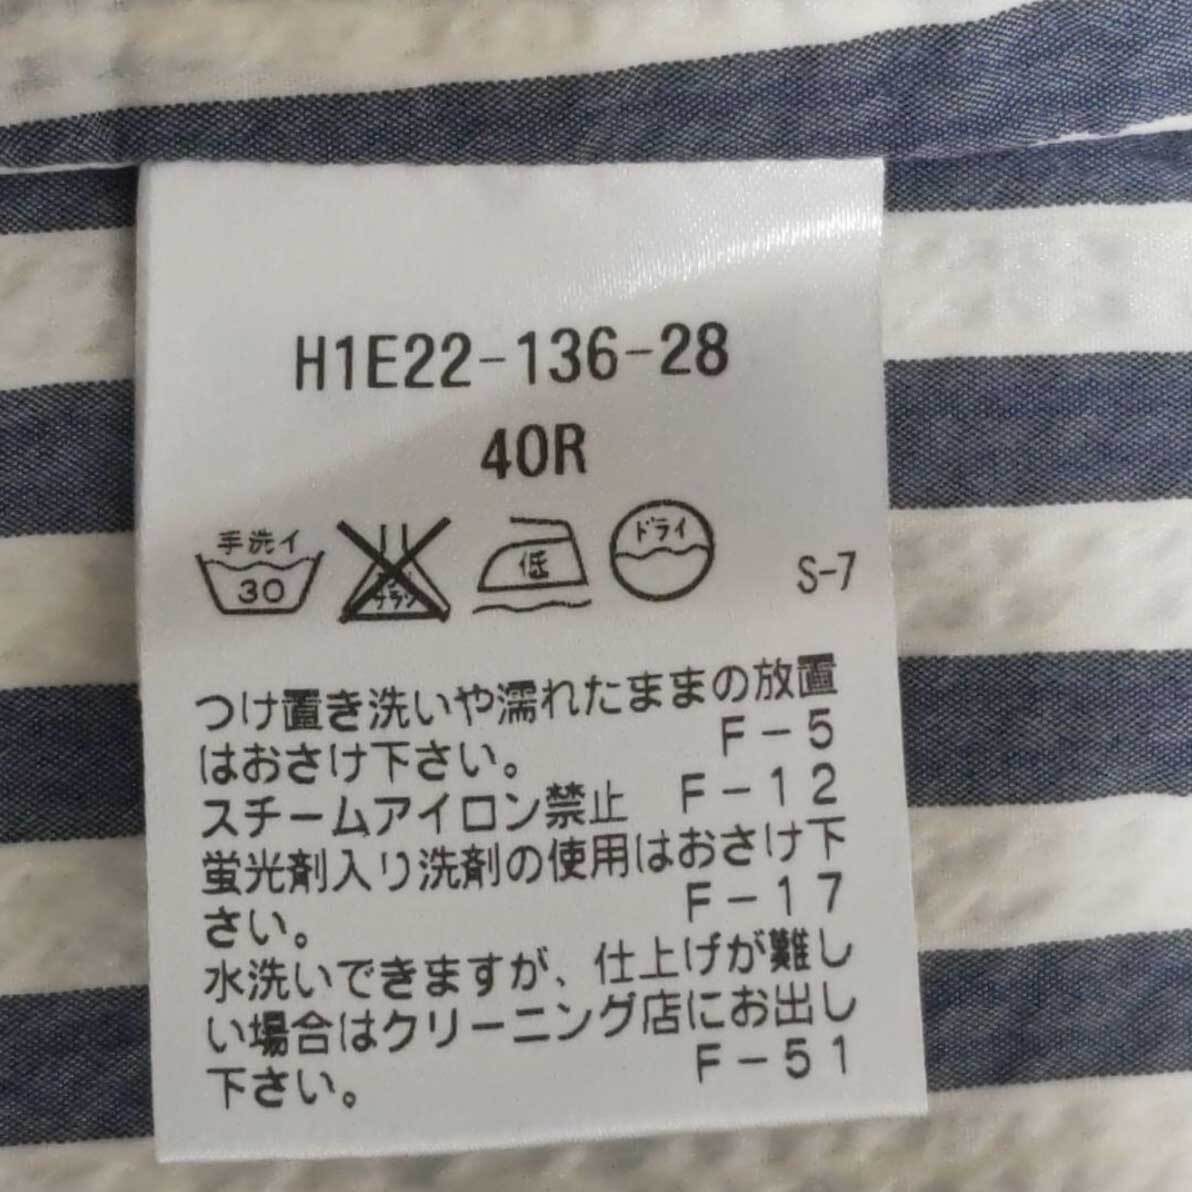 H1E22-136-28
40R
手洗イ
30
低
ドライ
S-7
つけ置き洗いや濡れたままの放置
はおさけ下さい。 F-5
スチームアイロン禁止 F-12
蛍光剤入り洗剤の使用はおさけ下
さい。 F-17
水洗いできますが、仕上げが難し
い場合はクリーニング店にお出し
下さい。 F-51